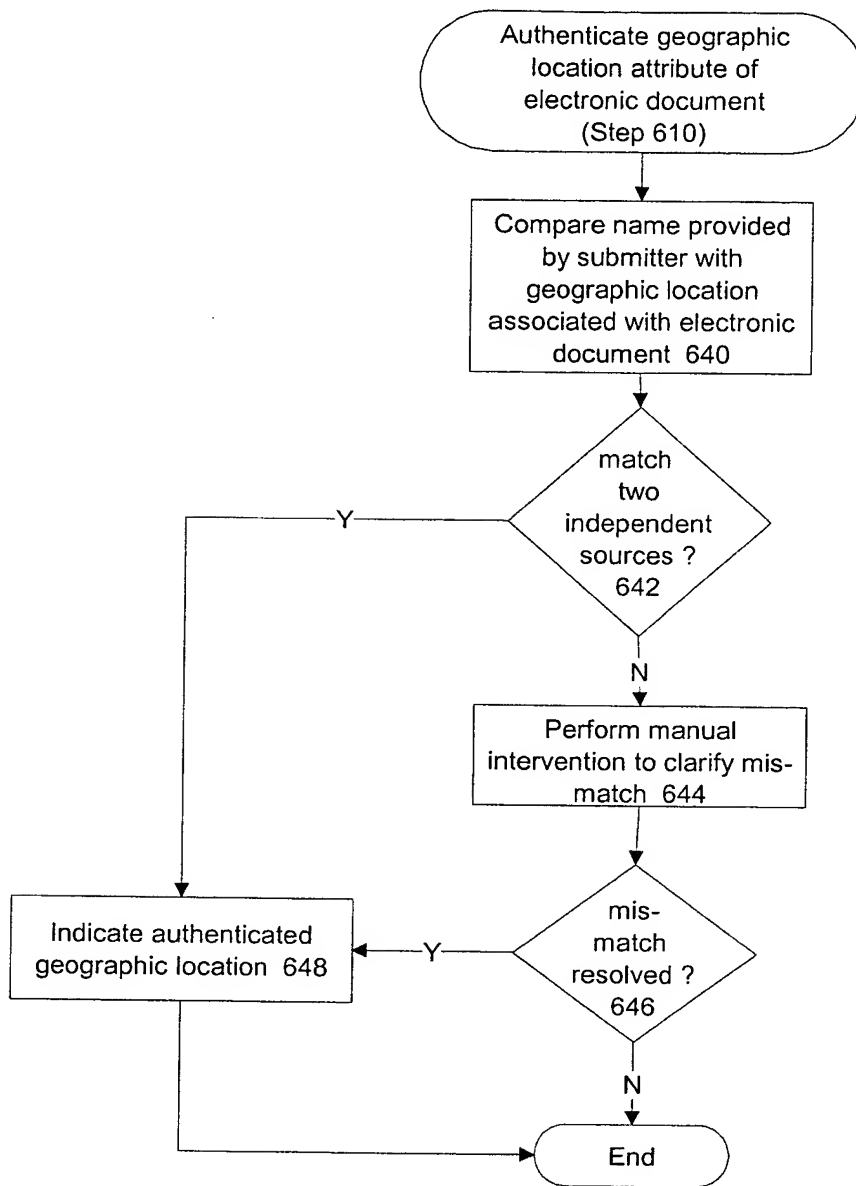 Authenticate geographic
location attribute of
electronic document
(Step 610)
Compare name provided
by submitter with
geographic location
associated with electronic
document 640
match
two
independent
sources ?
642
Y
N
Perform manual
intervention to clarify mis-
match 644
mis-
match
resolved ?
646
Y
Indicate authenticated
geographic location 648
N
End